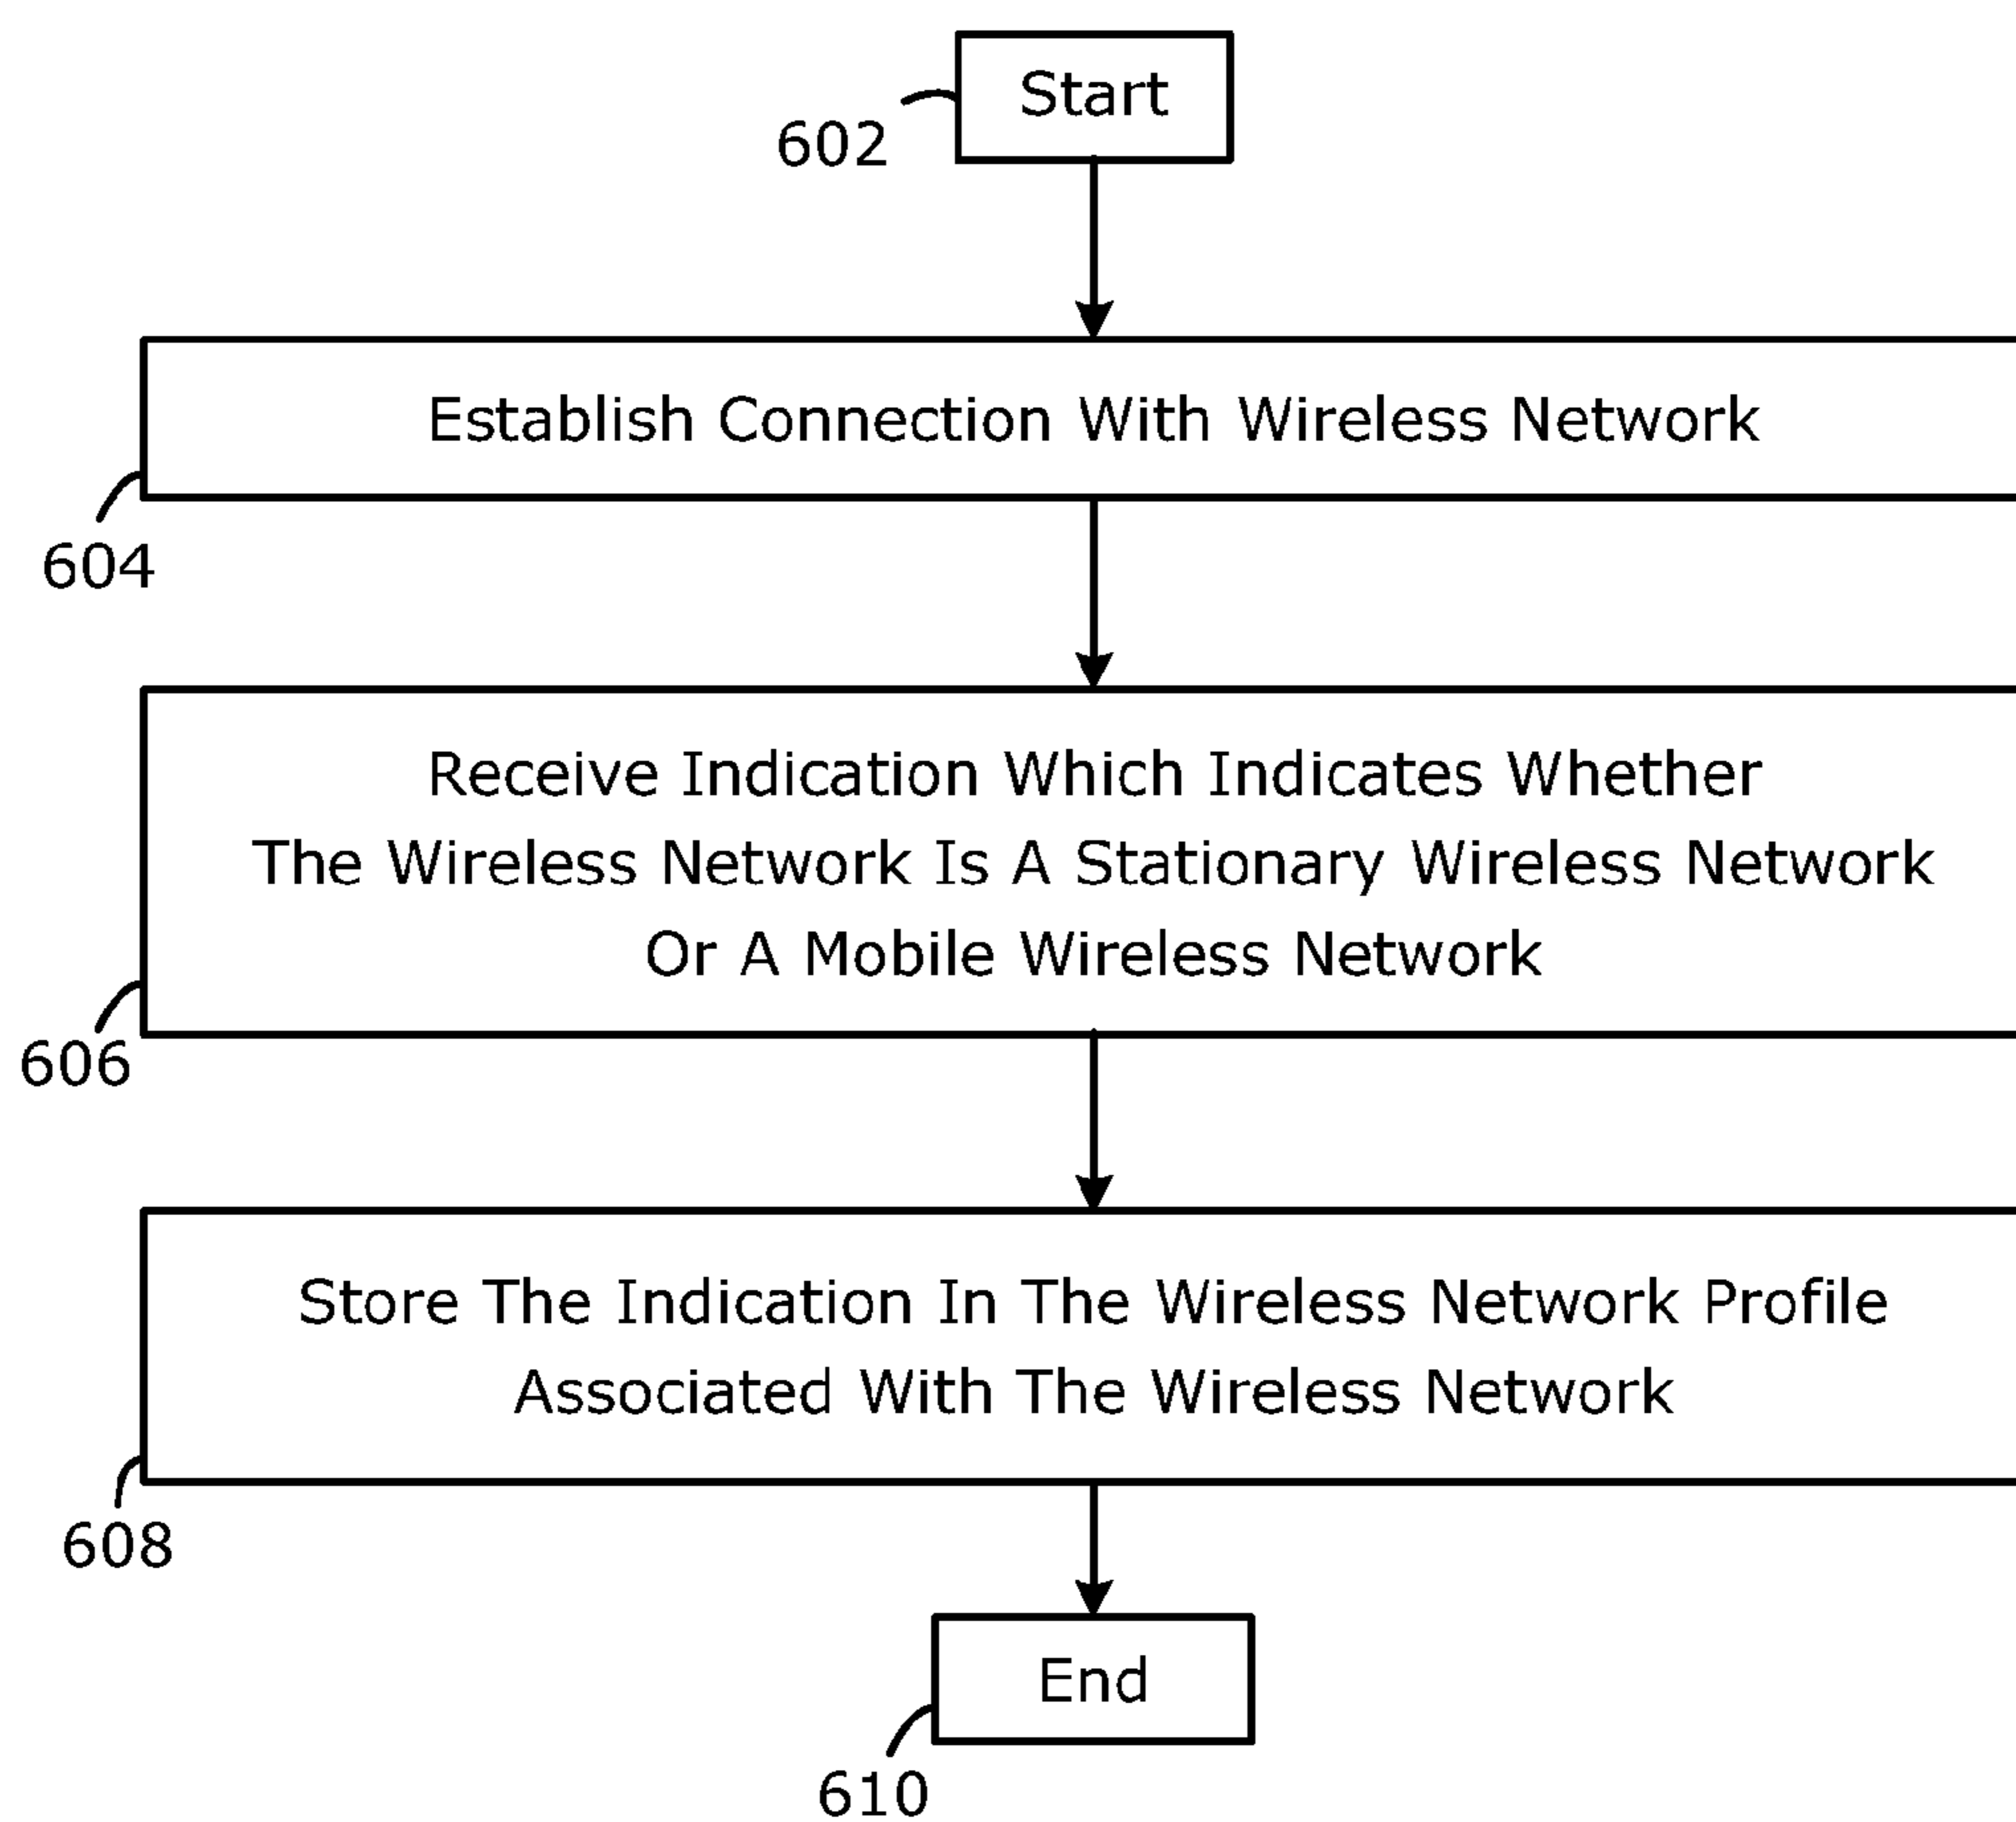 Start
602
Establish Connection With Wireless Network
604
Receive Indication Which Indicates Whether
The Wireless Network Is A Stationary Wireless Network
Or A Mobile Wireless Network
606
Store The Indication In The Wireless Network Profile
Associated With The Wireless Network
608
End
610